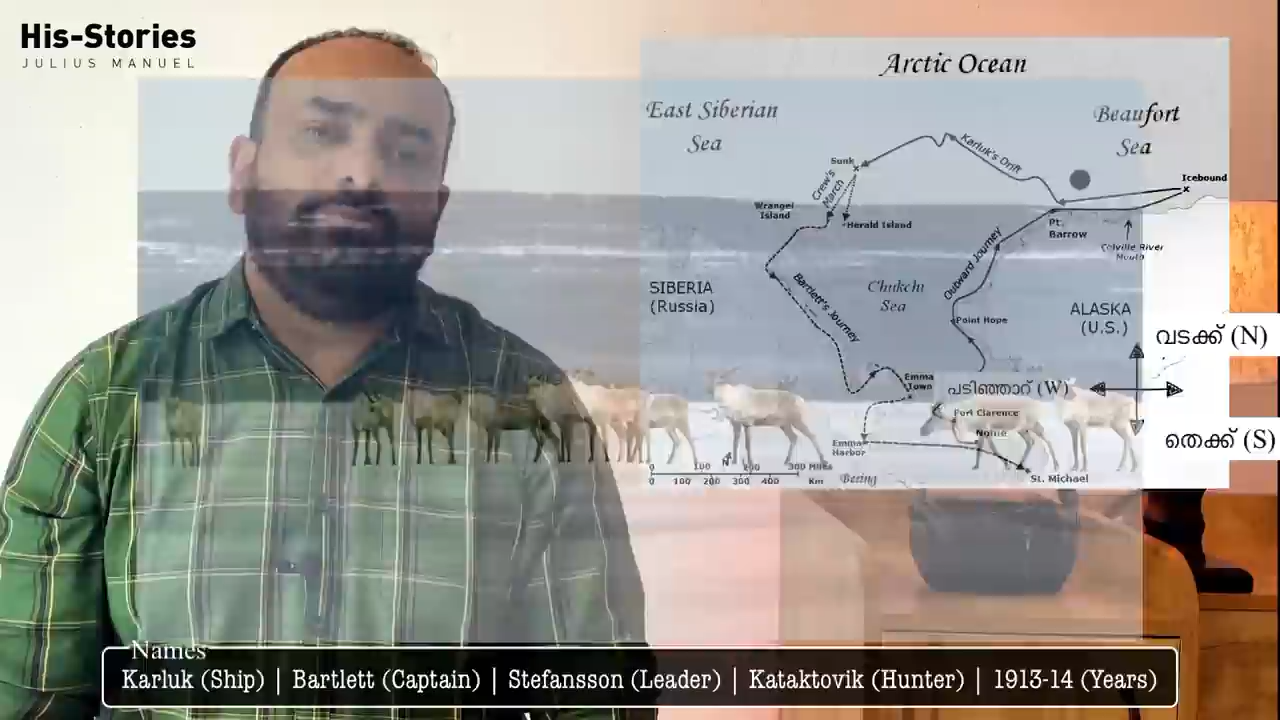 His-Stories
JULIUS MANUEL
Arctic Ocean
East Siberian
Sea
Beaufort
Sea
Karluk's Drift
Sunk
Icebound
Crew's
March
Wrangel
Island
Herald Island
Pt.
Barrow
Colville River
Mouth
Outward Journey
SIBERIA
(Russia)
Bartlett's Journey
Chukchi
Sea
ALASKA
(U.S.)
Point Hope
വടക്ക് (N)
Emma
Town
പടിഞ്ഞാറ് (W)
Port Clarence
Nome
തെക്ക് (S)
Emma
Harbor
N
0 100 200 300 Miles
0 100 200 300 400 Km
Bering
St. Michael
Names
Karluk (Ship) | Bartlett (Captain) | Stefansson (Leader) | Kataktovik (Hunter) | 1913-14 (Years)